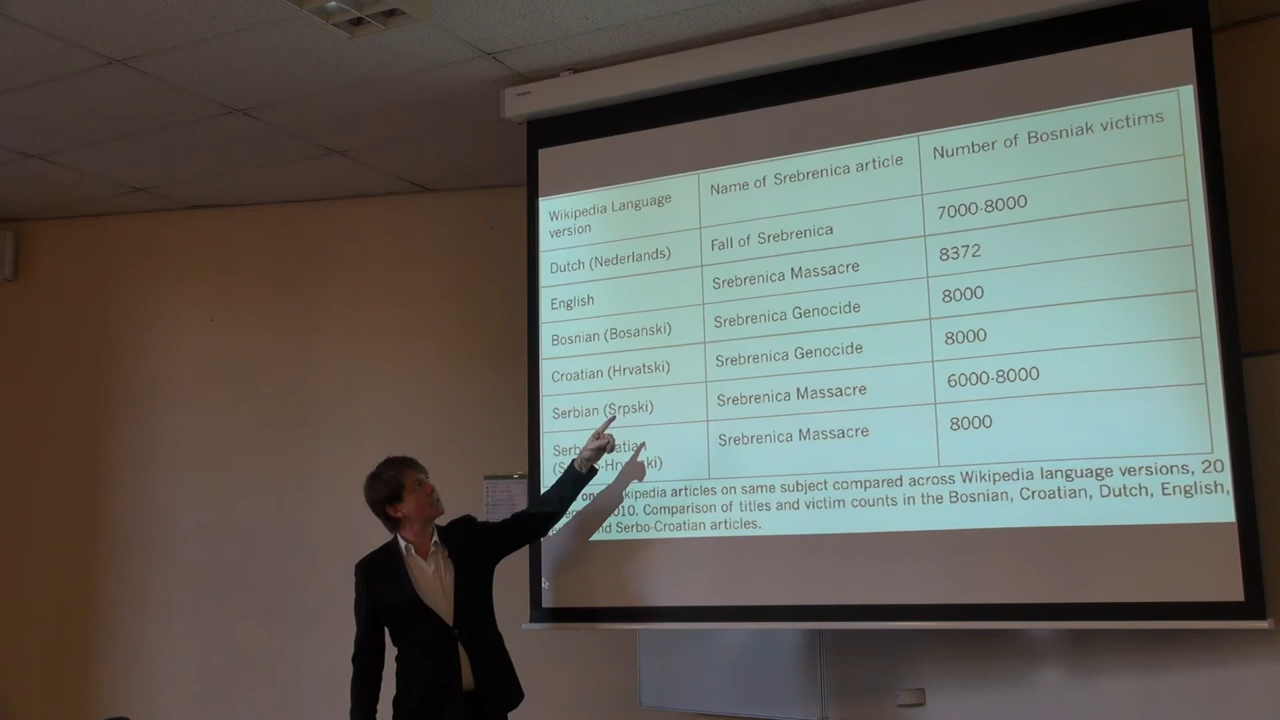 Wikipedia Language version Name of Srebrenica article Number of Bosniak victims
Dutch (Nederlands) Fall of Srebrenica 7000-8000
English Srebrenica Massacre 8372
Bosnian (Bosanski) Srebrenica Genocide 8000
Croatian (Hrvatski) Srebrenica Genocide 8000
Serbian (Srpski) Srebrenica Massacre 6000-8000
Srebrenica Massacre 8000
articles on same subject compared across Wikipedia language versions, 20
Comparison of titles and victim counts in the Bosnian, Croatian, Dutch, English,
Serbo-Croatian articles.